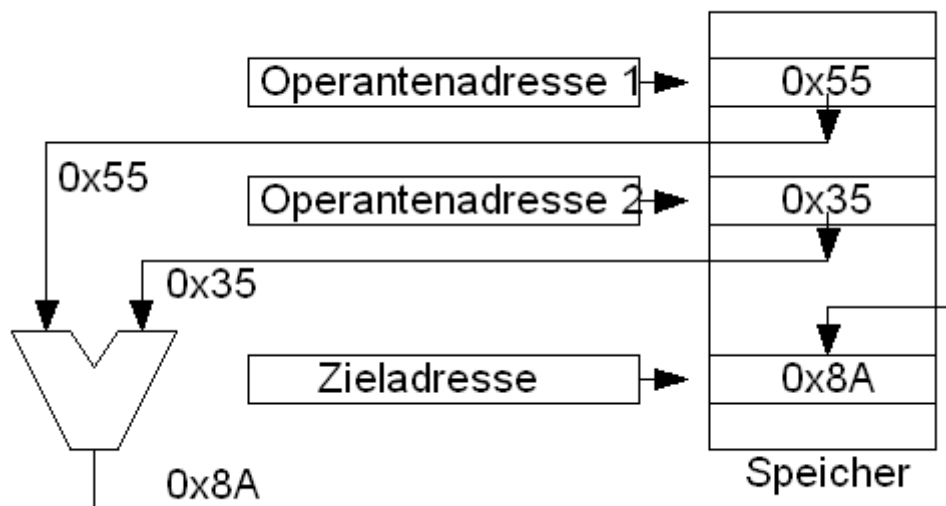 Operantenadresse 1
0x55
0x55
Operantenadresse 2
0x35
0x35
Zieladresse
0x8A
Speicher
0x8A